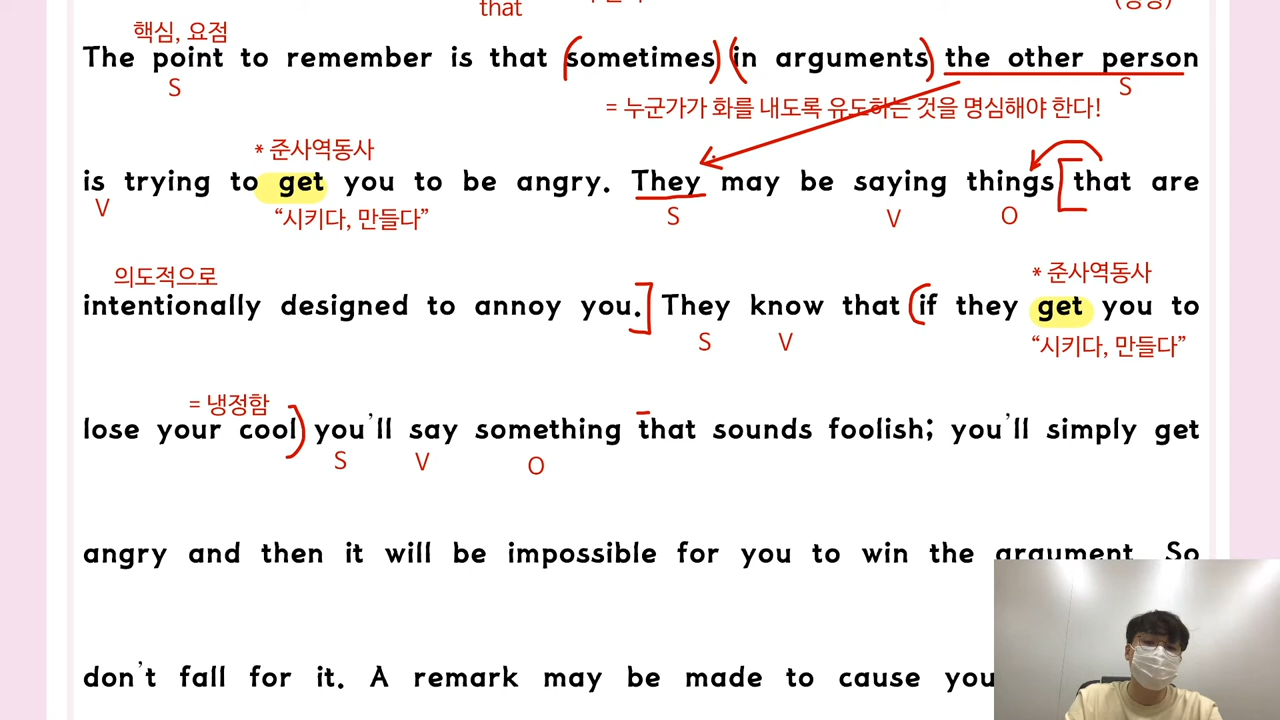 that
핵심, 요점
The point to remember is that (sometimes) (in arguments) the other person
S
S
= 누군가가 화를 내도록 유도하는 것을 명심해야 한다!
* 준사역동사
is trying to get you to be angry. They may be saying things [that are
V
“시키다, 만들다”
S
V
O
의도적으로
* 준사역동사
intentionally designed to annoy you.] They know that (if they get you to
S
V
“시키다, 만들다”
= 냉정함
lose your cool) you'll say something that sounds foolish; you'll simply get
S
V
O
angry and then it will be impossible for you to win the argument. So
don't fall for it. A remark may be made to cause you